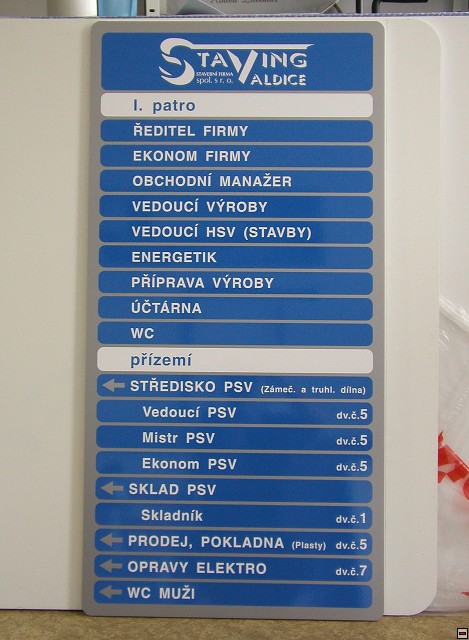 STAVING
STAVEBNÍ FIRMA
spol. s r. o. VALDICE
I. patro
ŘEDITEL FIRMY
EKONOM FIRMY
OBCHODNÍ MANAŽER
VEDOUCÍ VÝROBY
VEDOUCÍ HSV (STAVBY)
ENERGETIK
PŘÍPRAVA VÝROBY
ÚČTÁRNA
WC
přízemí
STŘEDISKO PSV (Zámeč. a truhl. dílna)
Vedoucí PSV dv.č.5
Mistr PSV dv.č.5
Ekonom PSV dv.č.5
SKLAD PSV
Skladník dv.č.1
PRODEJ, POKLADNA (Plasty) dv.č.5
OPRAVY ELEKTRO dv.č.7
WC MUŽI